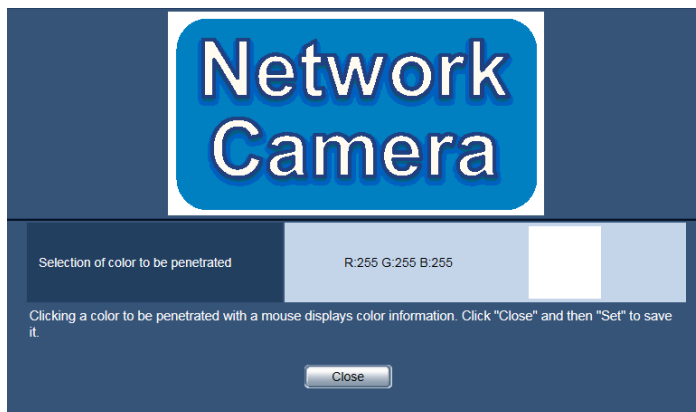 Network
Camera
Selection of color to be penetrated
R:255 G:255 B:255
Clicking a color to be penetrated with a mouse displays color information. Click "Close" and then "Set" to save
it.
Close